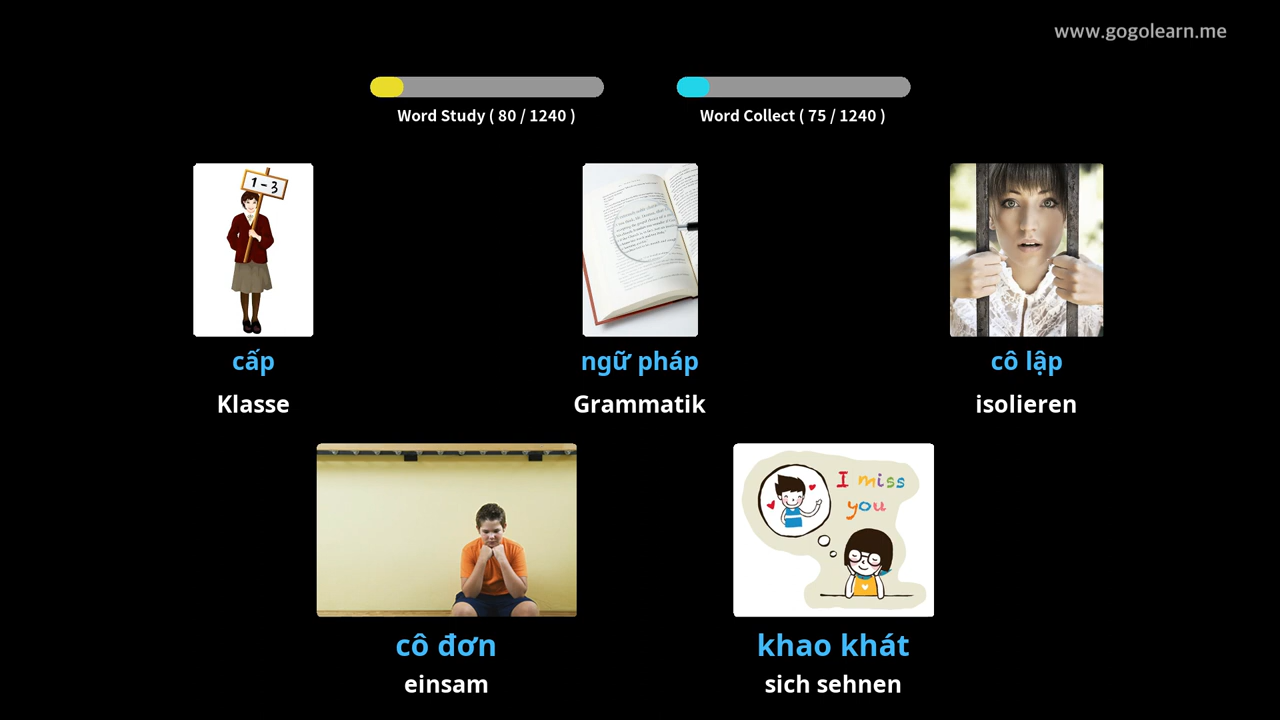 www.gogolearn.me
Word Study ( 80 / 1240 )
Word Collect ( 75 / 1240 )
1 - 3
cấp
Klasse
ngữ pháp
Grammatik
cô lập
isolieren
I miss
you
cô đơn
einsam
khao khát
sich sehnen